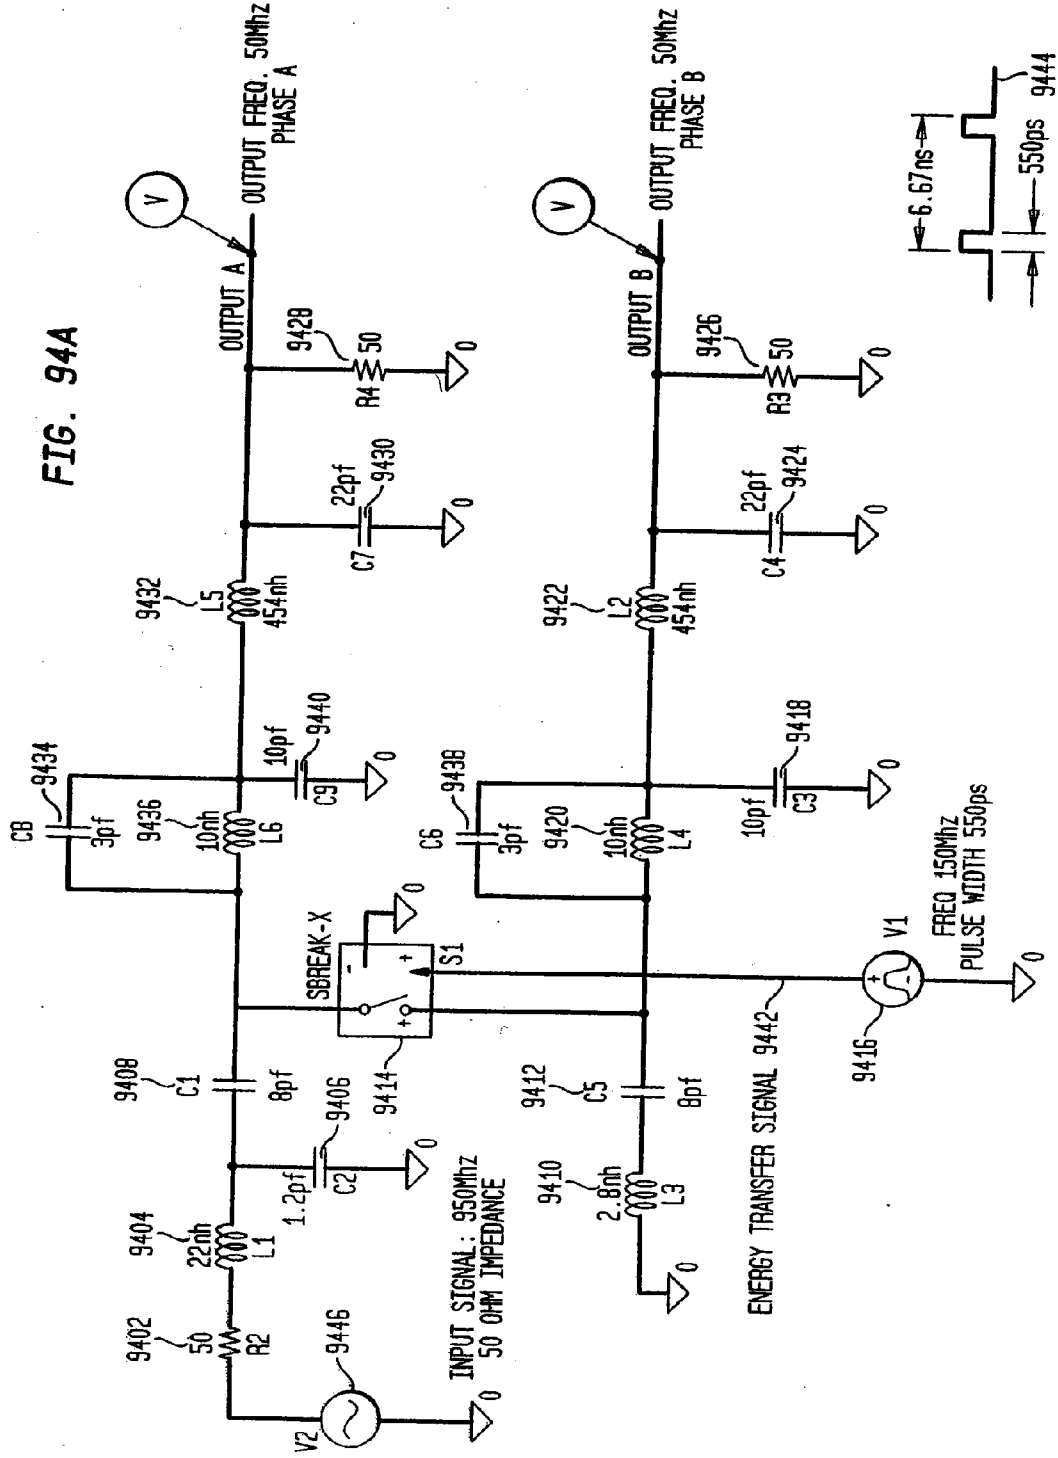 FIG. 94A
9402
50
R2
9404
22nh
L1
1.2pf
9406
C2
0
9408
C1
8pf
V2
9446
0
INPUT SIGNAL: 950Mhz
50 OHM IMPEDANCE
C8
9434
3pf
9436
10nh
L6
10pf
9440
C9
0
9432
L5
454nh
22pf
9430
C7
0
9428
50
R4
0
OUTPUT A
V
OUTPUT FREQ. 50Mhz
PHASE A
SBREAK-X
-
+
+
S1
0
9414
9410
2.8nh
L3
0
9412
C5
8pf
C6
9438
3pf
9420
10nh
L4
10pf
9418
C3
0
9422
L2
454nh
22pf
9424
C4
0
9426
50
R3
0
OUTPUT B
V
OUTPUT FREQ. 50Mhz
PHASE B
ENERGY TRANSFER SIGNAL 9442
9416
+
-
V1
FREQ 150Mhz
PULSE WIDTH 550ps
0
6.67ns
550ps
9444